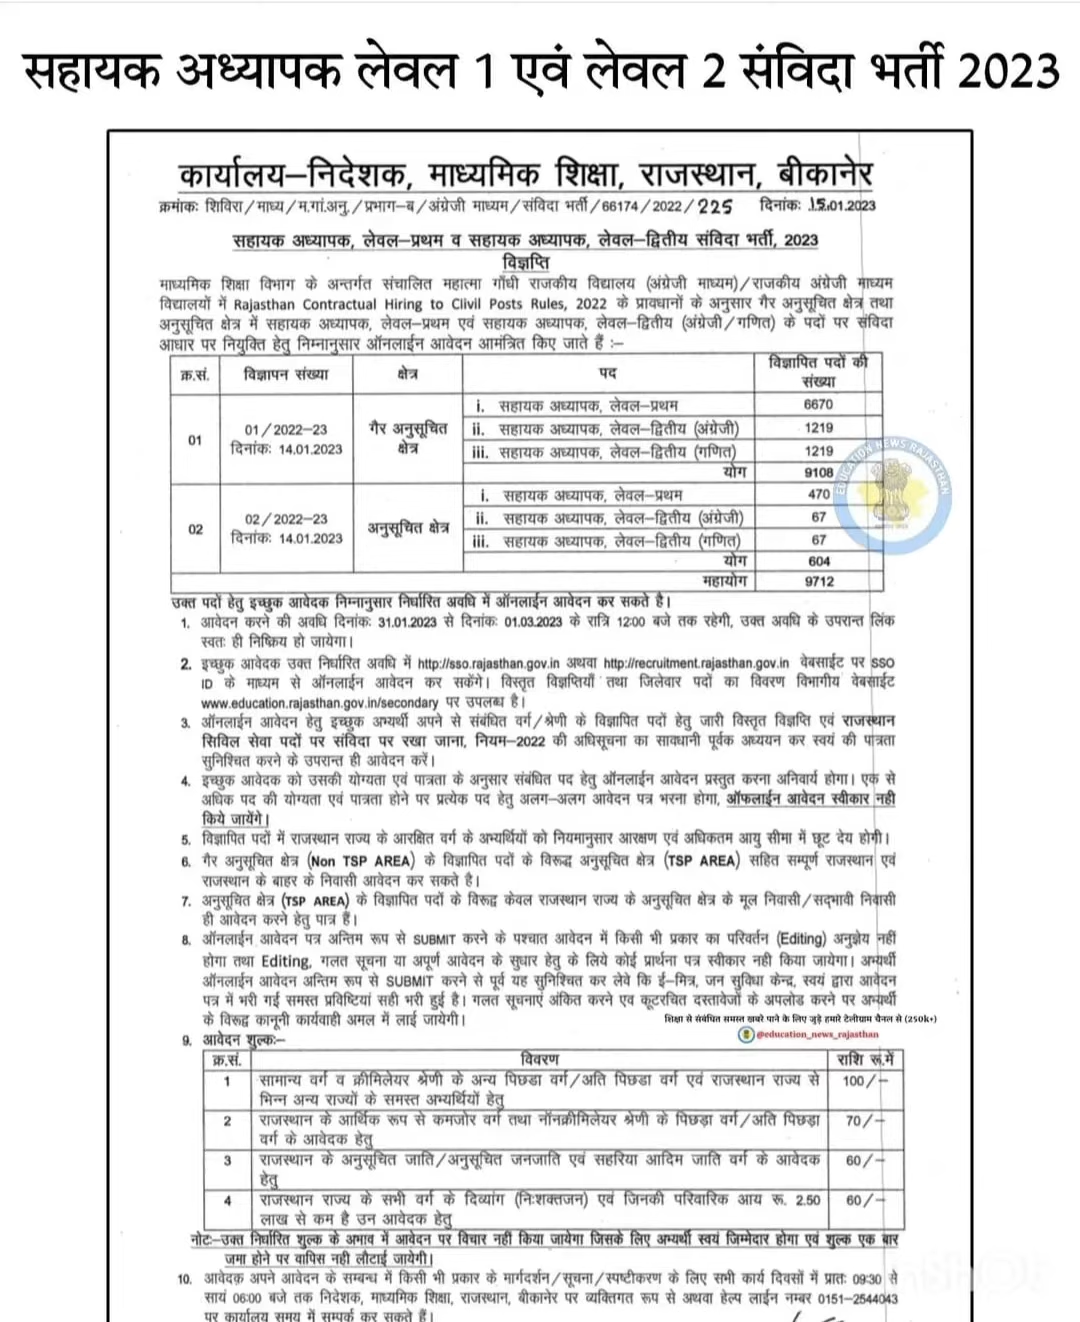 सहायक अध्यापक लेवल 1 एवं लेवल 2 संविदा भर्ती 2023
कार्यालय–निदेशक, माध्यमिक शिक्षा, राजस्थान, बीकानेर
क्रमांकः शिविरा/माध्य/म.गां.अनु./प्रभाग–ब/अंग्रेजी माध्यम/संविदा भर्ती/66174/2022/225 दिनांकः 15.01.2023
सहायक अध्यापक, लेवल–प्रथम व सहायक अध्यापक, लेवल–द्वितीय संविदा भर्ती, 2023
विज्ञप्ति
माध्यमिक शिक्षा विभाग के अन्तर्गत संचालित महात्मा गाँधी राजकीय विद्यालय (अंग्रेजी माध्यम)/राजकीय अंग्रेजी माध्यम
विद्यालयों में Rajasthan Contractual Hiring to Clivil Posts Rules, 2022 के प्रावधानों के अनुसार गैर अनुसूचित क्षेत्र तथा
अनुसूचित क्षेत्र में सहायक अध्यापक, लेवल–प्रथम एवं सहायक अध्यापक, लेवल–द्वितीय (अंग्रेजी/गणित) के पदों पर संविदा
आधार पर नियुक्ति हेतु निम्नानुसार ऑनलाईन आवेदन आमंत्रित किए जाते हैं :–
क्र.सं. विज्ञापन संख्या क्षेत्र पद विज्ञापित पदों की
संख्या
01 01/2022–23
दिनांकः 14.01.2023 गैर अनुसूचित
क्षेत्र
i. सहायक अध्यापक, लेवल–प्रथम 6670
ii. सहायक अध्यापक, लेवल–द्वितीय (अंग्रेजी) 1219
iii. सहायक अध्यापक, लेवल–द्वितीय (गणित) 1219
योग 9108
02 02/2022–23
दिनांकः 14.01.2023 अनुसूचित क्षेत्र
i. सहायक अध्यापक, लेवल–प्रथम 470
ii. सहायक अध्यापक, लेवल–द्वितीय (अंग्रेजी) 67
iii. सहायक अध्यापक, लेवल–द्वितीय (गणित) 67
योग 604
महायोग 9712
EDUCATION NEWS RAJASTHAN
उक्त पदों हेतु इच्छुक आवेदक निम्नानुसार निर्धारित अवधि में ऑनलाईन आवेदन कर सकते है।
1. आवेदन करने की अवधि दिनांकः 31.01.2023 से दिनांकः 01.03.2023 के रात्रि 12:00 बजे तक रहेगी, उक्त अवधि के उपरान्त लिंक
स्वतः ही निष्क्रिय हो जायेगा।
2. इच्छुक आवेदक उक्त निर्धारित अवधि में http://sso.rajasthan.gov.in अथवा http://recruitment.rajasthan.gov.in वेबसाईट पर SSO
ID के माध्यम से ऑनलाईन आवेदन कर सकेंगे। विस्तृत विज्ञप्तियाँ तथा जिलेवार पदों का विवरण विभागीय वेबसाईट
www.education.rajasthan.gov.in/secondary पर उपलब्ध है।
3. ऑनलाईन आवेदन हेतु इच्छुक अभ्यर्थी अपने से संबंधित वर्ग/श्रेणी के विज्ञापित पदों हेतु जारी विस्तृत विज्ञप्ति एवं राजस्थान
सिविल सेवा पदों पर संविदा पर रखा जाना, नियम–2022 की अधिसूचना का सावधानी पूर्वक अध्ययन कर स्वयं की पात्रता
सुनिश्चित करने के उपरान्त ही आवेदन करें।
4. इच्छुक आवेदक को उसकी योग्यता एवं पात्रता के अनुसार संबंधित पद हेतु ऑनलाईन आवेदन प्रस्तुत करना अनिवार्य होगा। एक से
अधिक पद की योग्यता एवं पात्रता होने पर प्रत्येक पद हेतु अलग–अलग आवेदन पत्र भरना होगा, ऑफलाईन आवेदन स्वीकार नही
किये जायेंगे।
5. विज्ञापित पदों में राजस्थान राज्य के आरक्षित वर्ग के अभ्यर्थियों को नियमानुसार आरक्षण एवं अधिकतम आयु सीमा में छूट देय होगी।
6. गैर अनुसूचित क्षेत्र (Non TSP AREA) के विज्ञापित पदों के विरूद्ध अनुसूचित क्षेत्र (TSP AREA) सहित सम्पूर्ण राजस्थान एवं
राजस्थान के बाहर के निवासी आवेदन कर सकते है।
7. अनुसूचित क्षेत्र (TSP AREA) के विज्ञापित पदों के विरूद्ध केवल राजस्थान राज्य के अनुसूचित क्षेत्र के मूल निवासी/सद्भावी निवासी
ही आवेदन करने हेतु पात्र हैं।
8. ऑनलाईन आवेदन पत्र अन्तिम रूप से SUBMIT करने के पश्चात आवेदन में किसी भी प्रकार का परिवर्तन (Editing) अनुज्ञेय नहीं
होगा तथा Editing, गलत सूचना या अपूर्ण आवेदन के सुधार हेतु के लिये कोई प्रार्थना पत्र स्वीकार नही किया जायेगा। अभ्यर्थी
ऑनलाईन आवेदन अन्तिम रूप से SUBMIT करने से पूर्व यह सुनिश्चित कर लेवे कि ई–मित्र, जन सुविधा केन्द्र, स्वयं द्वारा आवेदन
पत्र में भरी गई समस्त प्रविष्टियां सही भरी हुई है। गलत सूचनाएं अंकित करने एव कूटरचित दस्तावेजों के अपलोड करने पर अभ्यर्थी
के विरूद्ध कानूनी कार्यवाही अमल में लाई जायेगी।
शिक्षा से संबंधित समस्त खबरे पाने के लिए जुड़े हमारे टेलीग्राम चैनल से (250k+)
@education_news_rajasthan
9. आवेदन शुल्कः–
क्र.सं. विवरण राशि रू.में
1 सामान्य वर्ग व क्रीमिलेयर श्रेणी के अन्य पिछडा वर्ग/अति पिछडा वर्ग एवं राजस्थान राज्य से 100/–
भिन्न अन्य राज्यों के समस्त अभ्यर्थियों हेतु
2 राजस्थान के आर्थिक रूप से कमजोर वर्ग तथा नॉनक्रीमिलेयर श्रेणी के पिछडा वर्ग/अति पिछडा 70/–
वर्ग के आवेदक हेतु
3 राजस्थान के अनुसूचित जाति/अनुसूचित जनजाति एवं सहरिया आदिम जाति वर्ग के आवेदक 60/–
हेतु
4 राजस्थान राज्य के सभी वर्ग के दिव्यांग (निःशक्तजन) एवं जिनकी परिवारिक आय रू. 2.50 60/–
लाख से कम है उन आवेदक हेतु
नोटः–उक्त निर्धारित शुल्क के अभाव में आवेदन पर विचार नहीं किया जायेगा जिसके लिए अभ्यर्थी स्वयं जिम्मेदार होगा एवं शुल्क एक बार
जमा होने पर वापिस नही लौटाई जायेगी।
10. आवेदक अपने आवेदन के सम्बन्ध में किसी भी प्रकार के मार्गदर्शन/सूचना/स्पष्टीकरण के लिए सभी कार्य दिवसों में प्रातः 09:30 से
सायं 06:00 बजे तक निदेशक, माध्यमिक शिक्षा, राजस्थान, बीकानेर पर व्यक्तिगत रूप से अथवा हेल्प लाईन नम्बर 0151–2544043
पर कार्यालय समय में सम्पर्क कर सकते हैं।